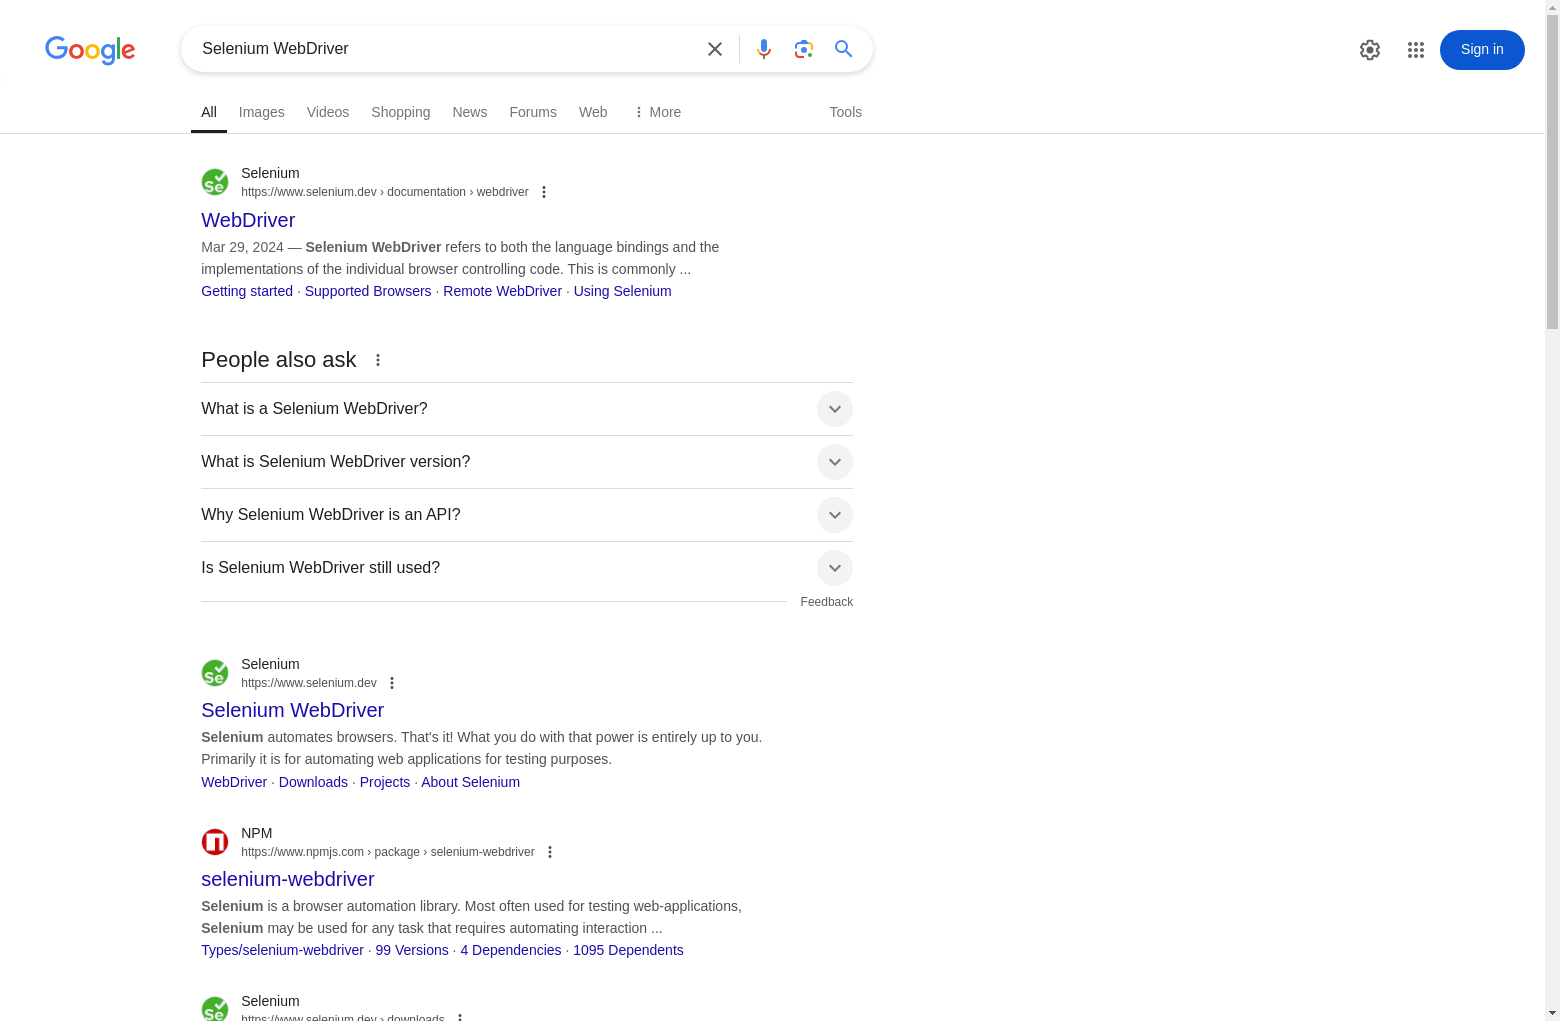 Google
Selenium WebDriver
Sign in
All
Images
Videos
Shopping
News
Forums
Web
More
Tools
Selenium
https://www.selenium.dev › documentation › webdriver
WebDriver
Mar 29, 2024 — Selenium WebDriver refers to both the language bindings and the
implementations of the individual browser controlling code. This is commonly ...
Getting started · Supported Browsers · Remote WebDriver · Using Selenium
People also ask
What is a Selenium WebDriver?
What is Selenium WebDriver version?
Why Selenium WebDriver is an API?
Is Selenium WebDriver still used?
Feedback
Selenium
https://www.selenium.dev
Selenium WebDriver
Selenium automates browsers. That's it! What you do with that power is entirely up to you.
Primarily it is for automating web applications for testing purposes.
WebDriver · Downloads · Projects · About Selenium
NPM
https://www.npmjs.com › package › selenium-webdriver
selenium-webdriver
Selenium is a browser automation library. Most often used for testing web-applications,
Selenium may be used for any task that requires automating interaction ...
Types/selenium-webdriver · 99 Versions · 4 Dependencies · 1095 Dependents
Selenium
https://www.selenium.dev › downloads